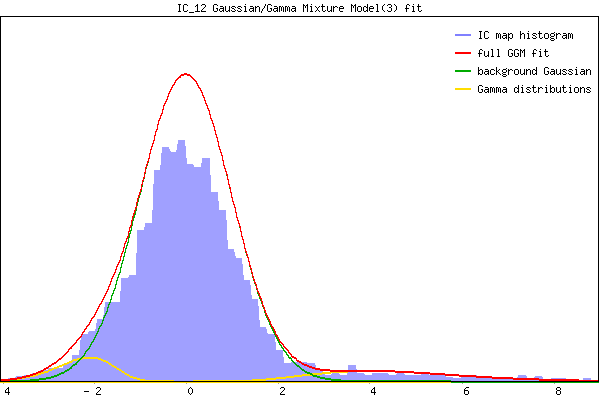 IC_12 Gaussian/Gamma Mixture Model(3) fit
IC map histogram
full GGM fit
background Gaussian
Gamma distributions
4 - 2 0 2 4 6 8